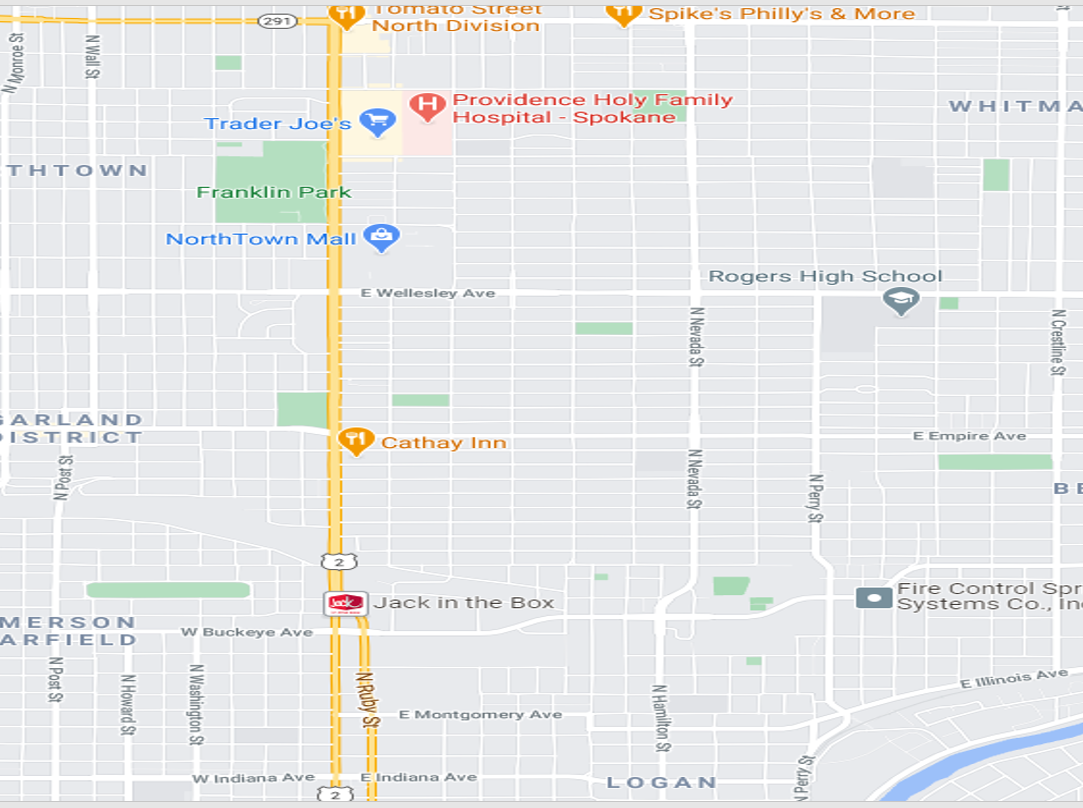 Tomato Street
North Division
Spike's Philly's & More
291
N Monroe St
N Wall St
Providence Holy Family
Hospital - Spokane
WHITMA
Trader Joe's
THTOWN
Franklin Park
NorthTown Mall
Rogers High School
E Wellesley Ave
N Nevada St
N Crestline St
GARLAND
DISTRICT
Cathay Inn
E Empire Ave
N Post St
N Nevada St
N Perry St
BE
2
Jack in the Box
Fire Control Spr
Systems Co., In
MERSON
ARFIELD
W Buckeye Ave
N Post St
N Howard St
N Washington St
N Ruby St
E Montgomery Ave
N Hamilton St
E Illinois Ave
W Indiana Ave
E Indiana Ave
LOGAN
N Perry St
2